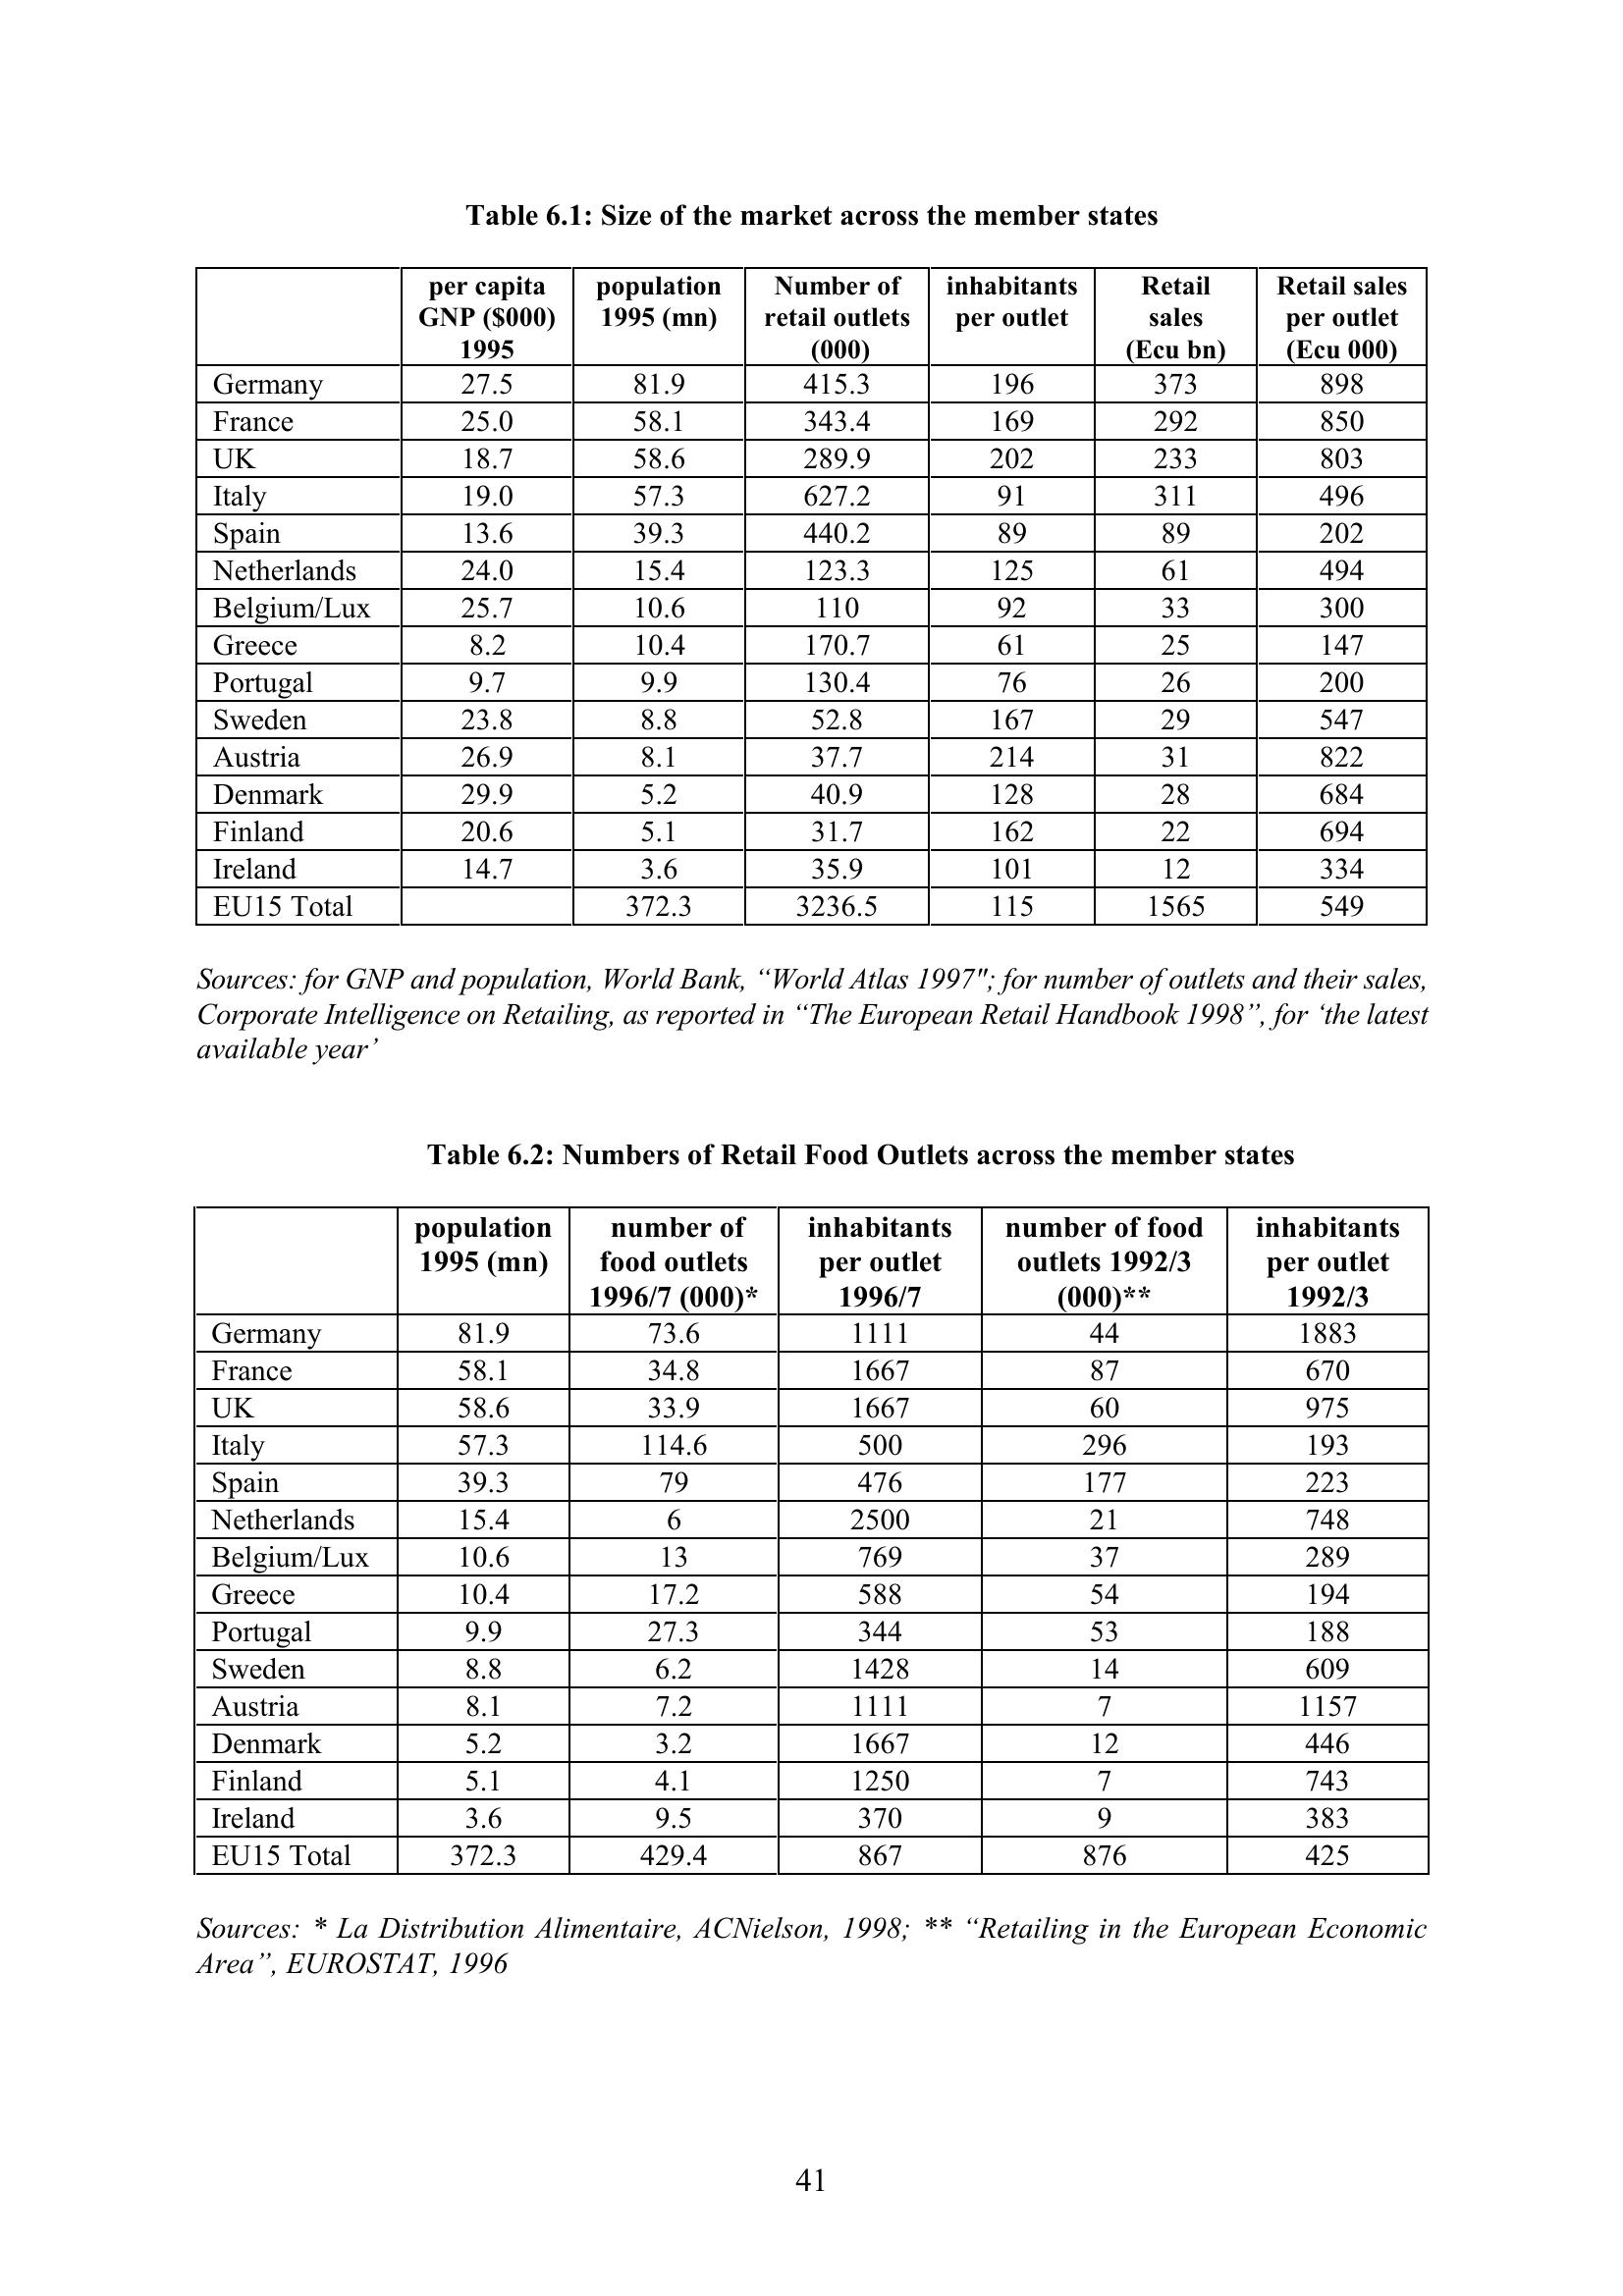 Table 6.1: Size of the market across the member states
per capita GNP ($000) 1995 population 1995 (mn) Number of retail outlets (000) inhabitants per outlet Retail sales (Ecu bn) Retail sales per outlet (Ecu 000)
Germany 27.5 81.9 415.3 196 373 898
France 25.0 58.1 343.4 169 292 850
UK 18.7 58.6 289.9 202 233 803
Italy 19.0 57.3 627.2 91 311 496
Spain 13.6 39.3 440.2 89 89 202
Netherlands 24.0 15.4 123.3 125 61 494
Belgium/Lux 25.7 10.6 110 92 33 300
Greece 8.2 10.4 170.7 61 25 147
Portugal 9.7 9.9 130.4 76 26 200
Sweden 23.8 8.8 52.8 167 29 547
Austria 26.9 8.1 37.7 214 31 822
Denmark 29.9 5.2 40.9 128 28 684
Finland 20.6 5.1 31.7 162 22 694
Ireland 14.7 3.6 35.9 101 12 334
EU15 Total 372.3 3236.5 115 1565 549
Sources: for GNP and population, World Bank, “World Atlas 1997"; for number of outlets and their sales,
Corporate Intelligence on Retailing, as reported in “The European Retail Handbook 1998”, for ‘the latest
available year’
Table 6.2: Numbers of Retail Food Outlets across the member states
population 1995 (mn) number of food outlets 1996/7 (000)* inhabitants per outlet 1996/7 number of food outlets 1992/3 (000)** inhabitants per outlet 1992/3
Germany 81.9 73.6 1111 44 1883
France 58.1 34.8 1667 87 670
UK 58.6 33.9 1667 60 975
Italy 57.3 114.6 500 296 193
Spain 39.3 79 476 177 223
Netherlands 15.4 6 2500 21 748
Belgium/Lux 10.6 13 769 37 289
Greece 10.4 17.2 588 54 194
Portugal 9.9 27.3 344 53 188
Sweden 8.8 6.2 1428 14 609
Austria 8.1 7.2 1111 7 1157
Denmark 5.2 3.2 1667 12 446
Finland 5.1 4.1 1250 7 743
Ireland 3.6 9.5 370 9 383
EU15 Total 372.3 429.4 867 876 425
Sources: * La Distribution Alimentaire, ACNielson, 1998; ** “Retailing in the European Economic
Area”, EUROSTAT, 1996
41